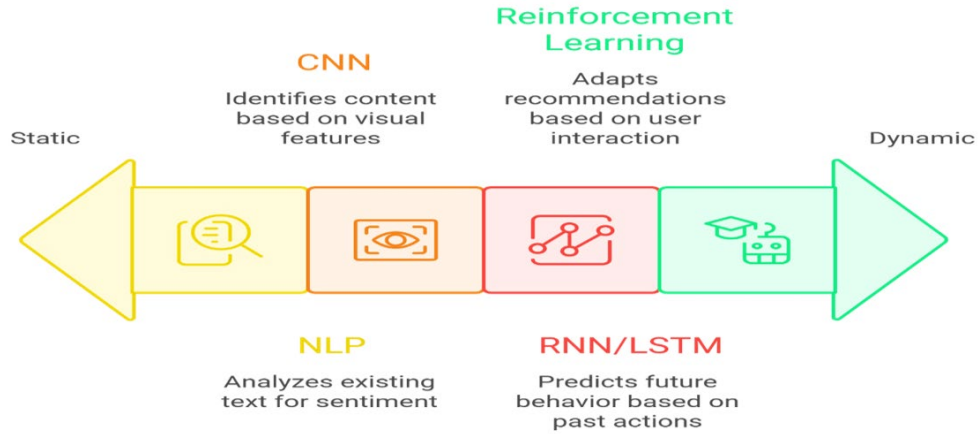 Reinforcement
Learning
CNN
Adapts
recommendations
based on user
interaction
Identifies content
based on visual
features
Static
Dynamic
NLP
Analyzes existing
text for sentiment
RNN/LSTM
Predicts future
behavior based on
past actions